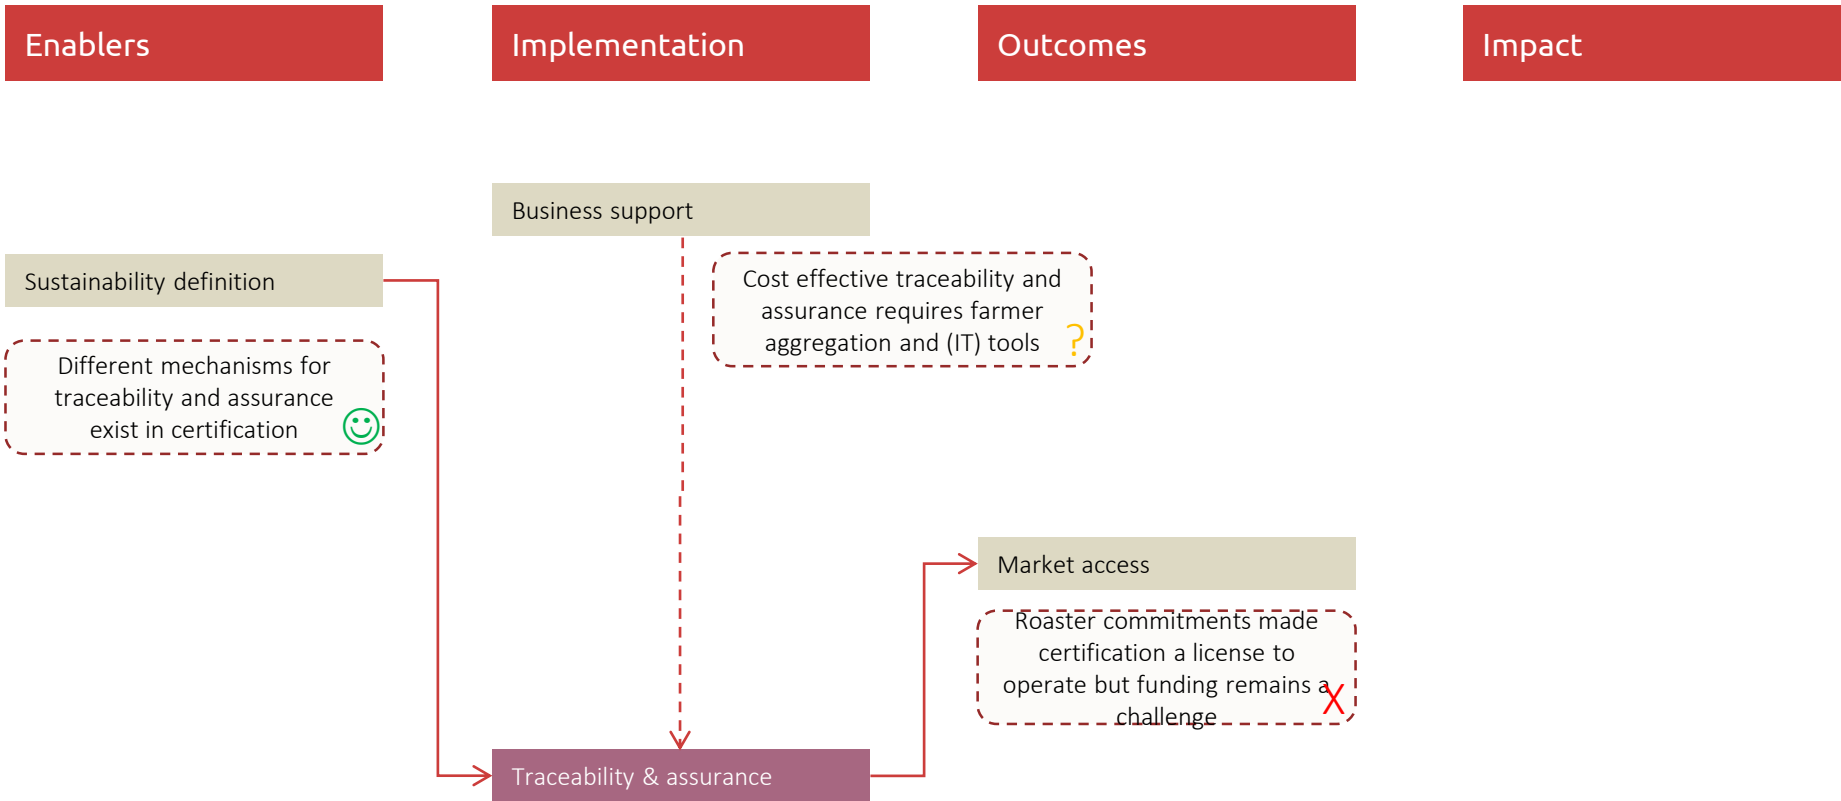 Enablers
Implementation
Outcomes
Impact
Business support
Sustainability definition
Cost effective traceability and
assurance requires farmer
aggregation and (IT) tools
?
Different mechanisms for
traceability and assurance
exist in certification
Market access
Roaster commitments made
certification a license to
operate but funding remains a
challenge
X
Traceability & assurance